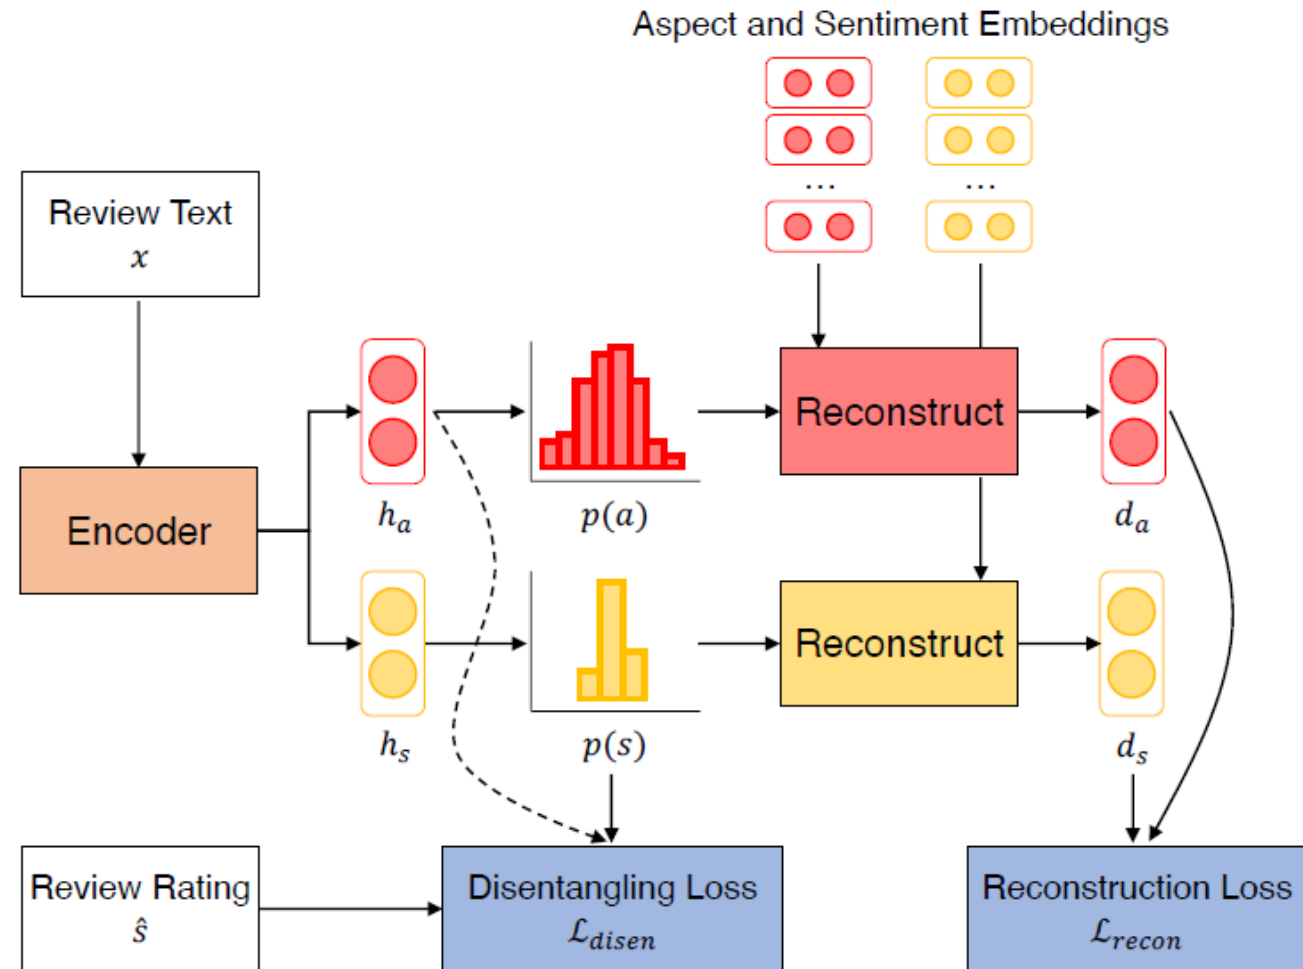 Aspect and Sentiment Embeddings
... ...
Review Text
x
Encoder
h_a
p(a)
Reconstruct
d_a
h_s
p(s)
Reconstruct
d_s
Review Rating
ŝ
Disentangling Loss
ℒ_disen
Reconstruction Loss
ℒ_recon